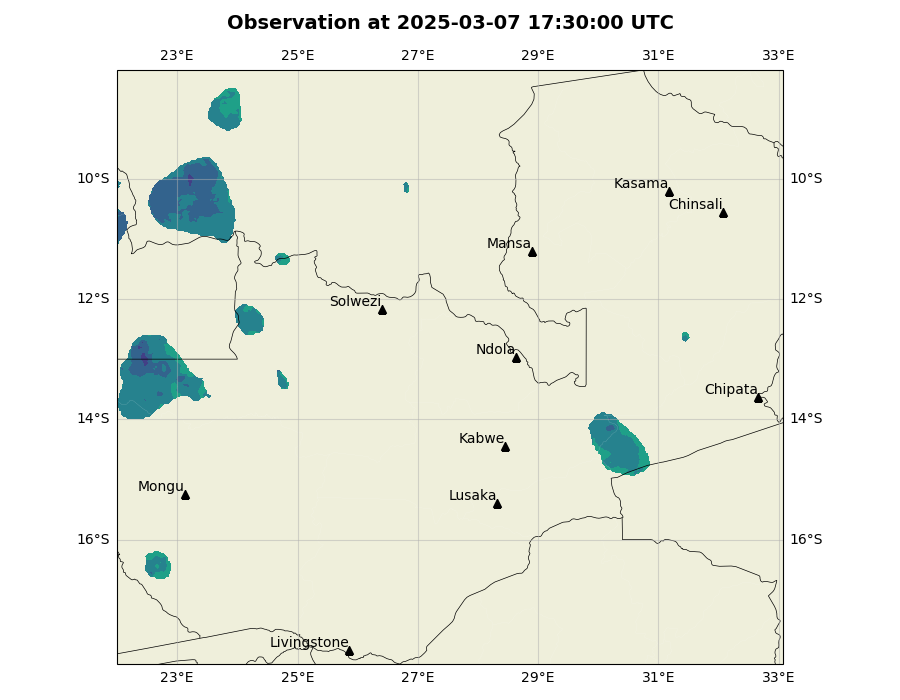 Observation at 2025-03-07 17:30:00 UTC
23°E 25°E 27°E 29°E 31°E 33°E
10°S 10°S
Kasama
Chinsali
Mansa
12°S 12°S
Solwezi
Ndola
Chipata
14°S 14°S
Kabwe
Mongu
Lusaka
16°S 16°S
Livingstone
23°E 25°E 27°E 29°E 31°E 33°E